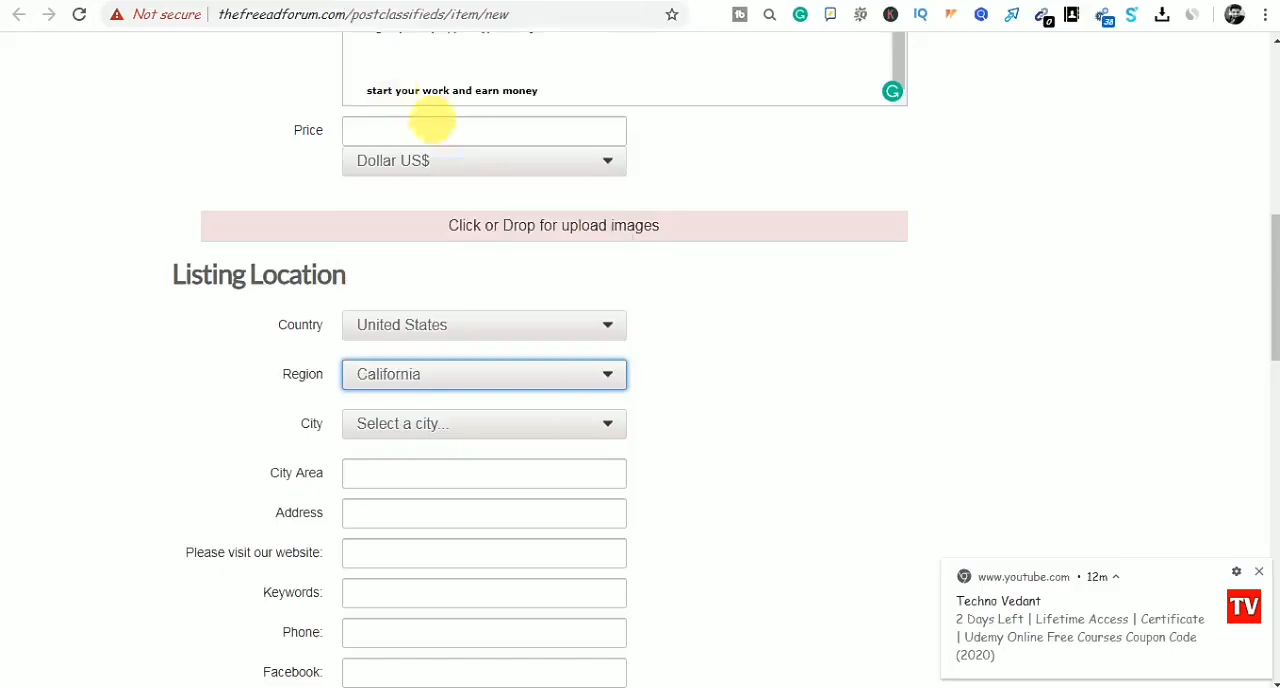 Not secure
thefreeadforum.com/postclassifieds/item/new
start your work and earn money
Price
Dollar US$
Click or Drop for upload images
Listing Location
Country
United States
Region
California
City
Select a city...
City Area
Address
Please visit our website:
Keywords:
Phone:
Facebook:
www.youtube.com • 12m
Techno Vedant
2 Days Left | Lifetime Access | Certificate
| Udemy Online Free Courses Coupon Code
(2020)
TV